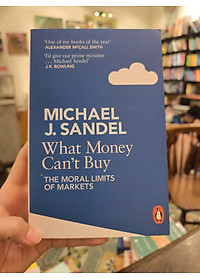 'One of my books of the year'
ALEXANDER McCALL SMITH
'I'd give our prime minister
... Michael Sandel'
J.K. ROWLING
MICHAEL
J. SANDEL
What Money
Can't Buy
THE MORAL LIMITS
OF MARKETS